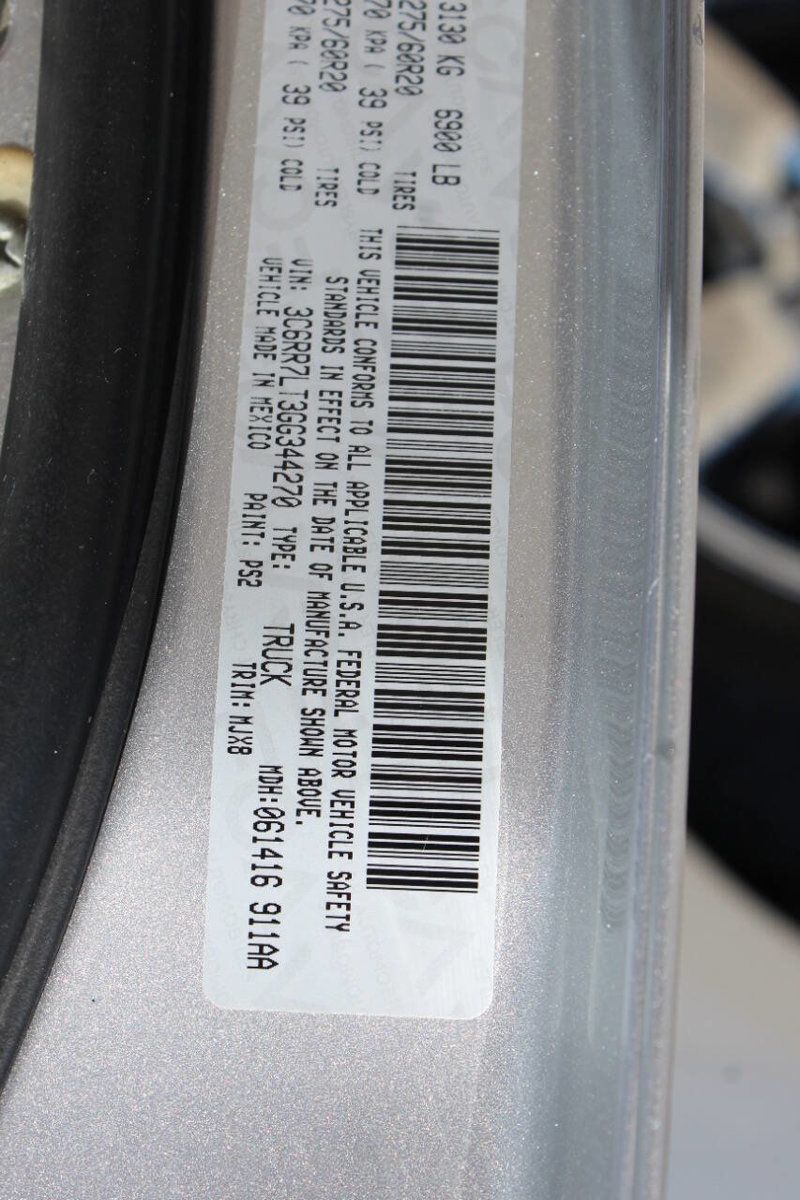 3130 KG 6900 LB
275/60R20 TIRES
70 KPA ( 39 PSI) COLD
275/60R20 TIRES
70 KPA ( 39 PSI) COLD
THIS VEHICLE CONFORMS TO ALL APPLICABLE U.S.A. FEDERAL MOTOR VEHICLE SAFETY
STANDARDS IN EFFECT ON THE DATE OF MANUFACTURE SHOWN ABOVE.
VIN: 3C6RR7LT3GG344270 TYPE: TRUCK MDH:061416 911AA
VEHICLE MADE IN MEXICO PAINT: PS2 TRIM: MJX8